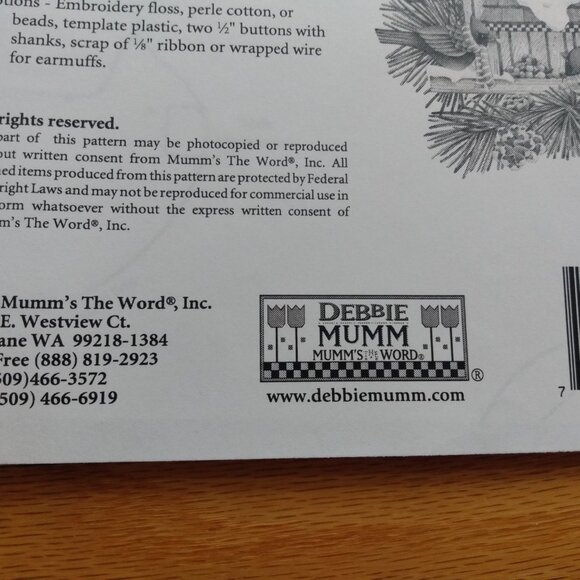 tions - Embroidery floss, perle cotton, or
beads, template plastic, two ½" buttons with
shanks, scrap of ⅛" ribbon or wrapped wire
for earmuffs.
rights reserved.
part of this pattern may be photocopied or reproduced
out written consent from Mumm's The Word®, Inc. All
ed items produced from this pattern are protected by Federal
right Laws and may not be reproduced for commercial use in
orm whatsoever without the express written consent of
m's The Word®, Inc.
Mumm's The Word®, Inc.
E. Westview Ct.
ane WA 99218-1384
Free (888) 819-2923
509)466-3572
509) 466-6919
DEBBIE
MUMM
MUMM'S THE WORD®
®
www.debbiemumm.com
7